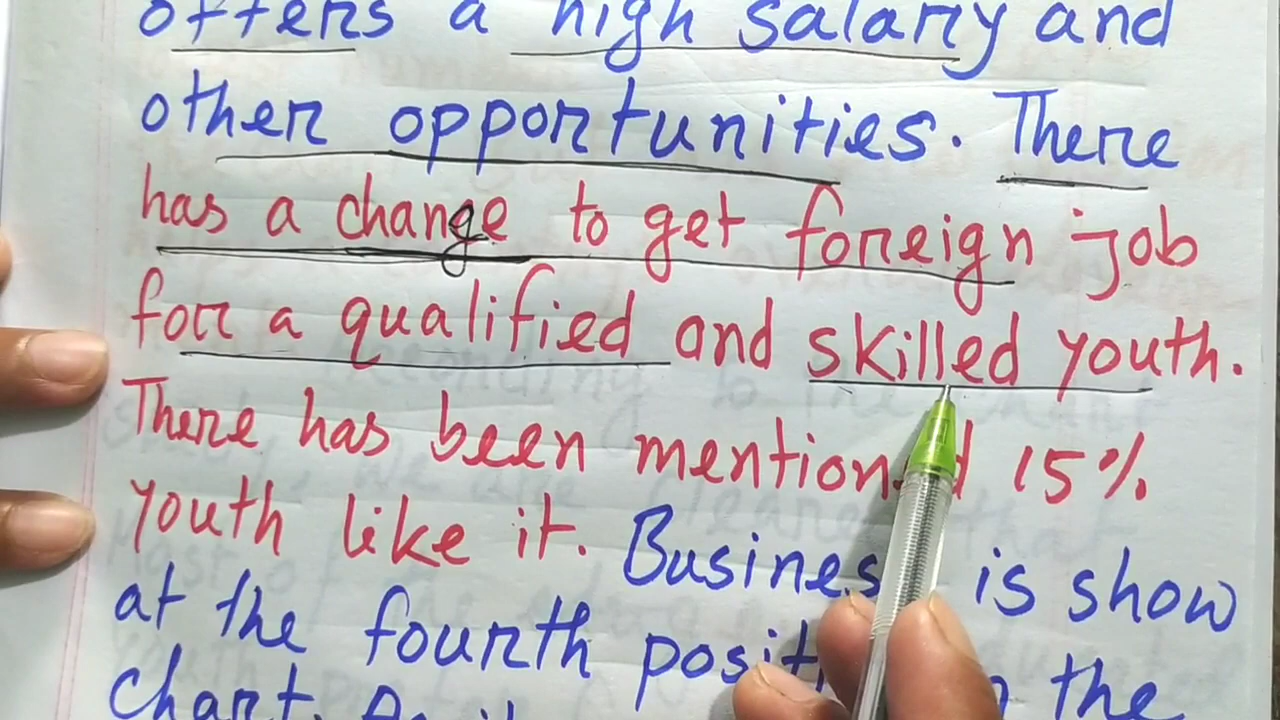 offers a high salary and
other opportunities. There
has a change to get foreign job
for a qualified and skilled youth.
There has been mentioned 15%
youth like it. Business is show
at the fourth the
chart.